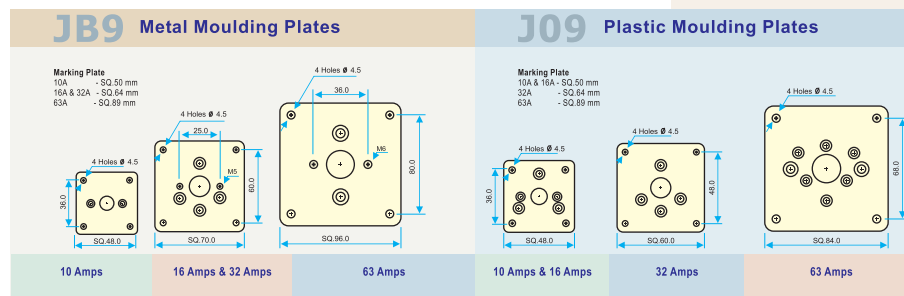 JB9 Metal Moulding Plates
Marking Plate
10A - SQ.50 mm
16A & 32A - SQ.64 mm
63A - SQ.89 mm
4 Holes ø 4.5
36.0
SQ.48.0
4 Holes ø 4.5
25.0
M5
60.0
SQ.70.0
4 Holes ø 4.5
36.0
M6
80.0
SQ.96.0
10 Amps
16 Amps & 32 Amps
63 Amps
J09 Plastic Moulding Plates
Marking Plate
10A & 16A - SQ.50 mm
32A - SQ.64 mm
63A - SQ.89 mm
4 Holes ø 4.5
36.0
SQ.48.0
4 Holes ø 4.5
48.0
SQ.60.0
4 Holes ø 4.5
68.0
SQ.84.0
10 Amps & 16 Amps
32 Amps
63 Amps